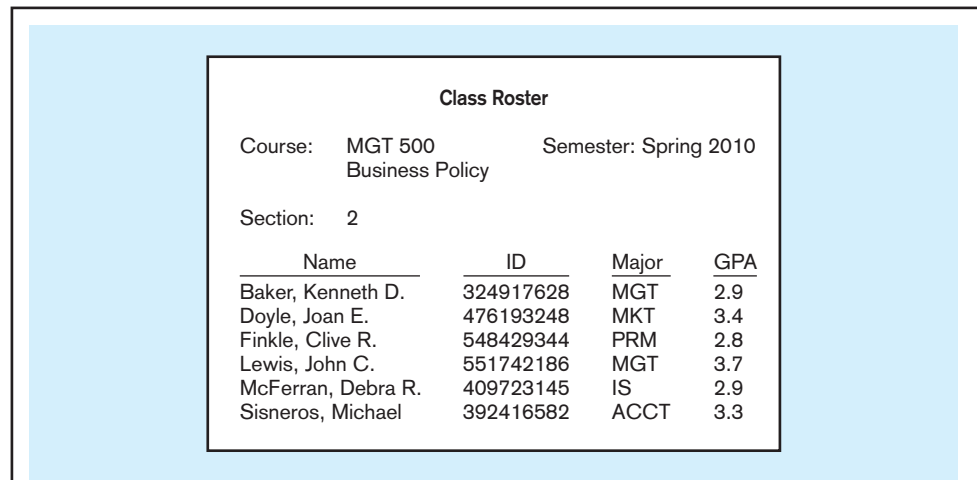 Class Roster
Course: MGT 500 Semester: Spring 2010
Business Policy
Section: 2
Name ID Major GPA
Baker, Kenneth D. 324917628 MGT 2.9
Doyle, Joan E. 476193248 MKT 3.4
Finkle, Clive R. 548429344 PRM 2.8
Lewis, John C. 551742186 MGT 3.7
McFerran, Debra R. 409723145 IS 2.9
Sisneros, Michael 392416582 ACCT 3.3